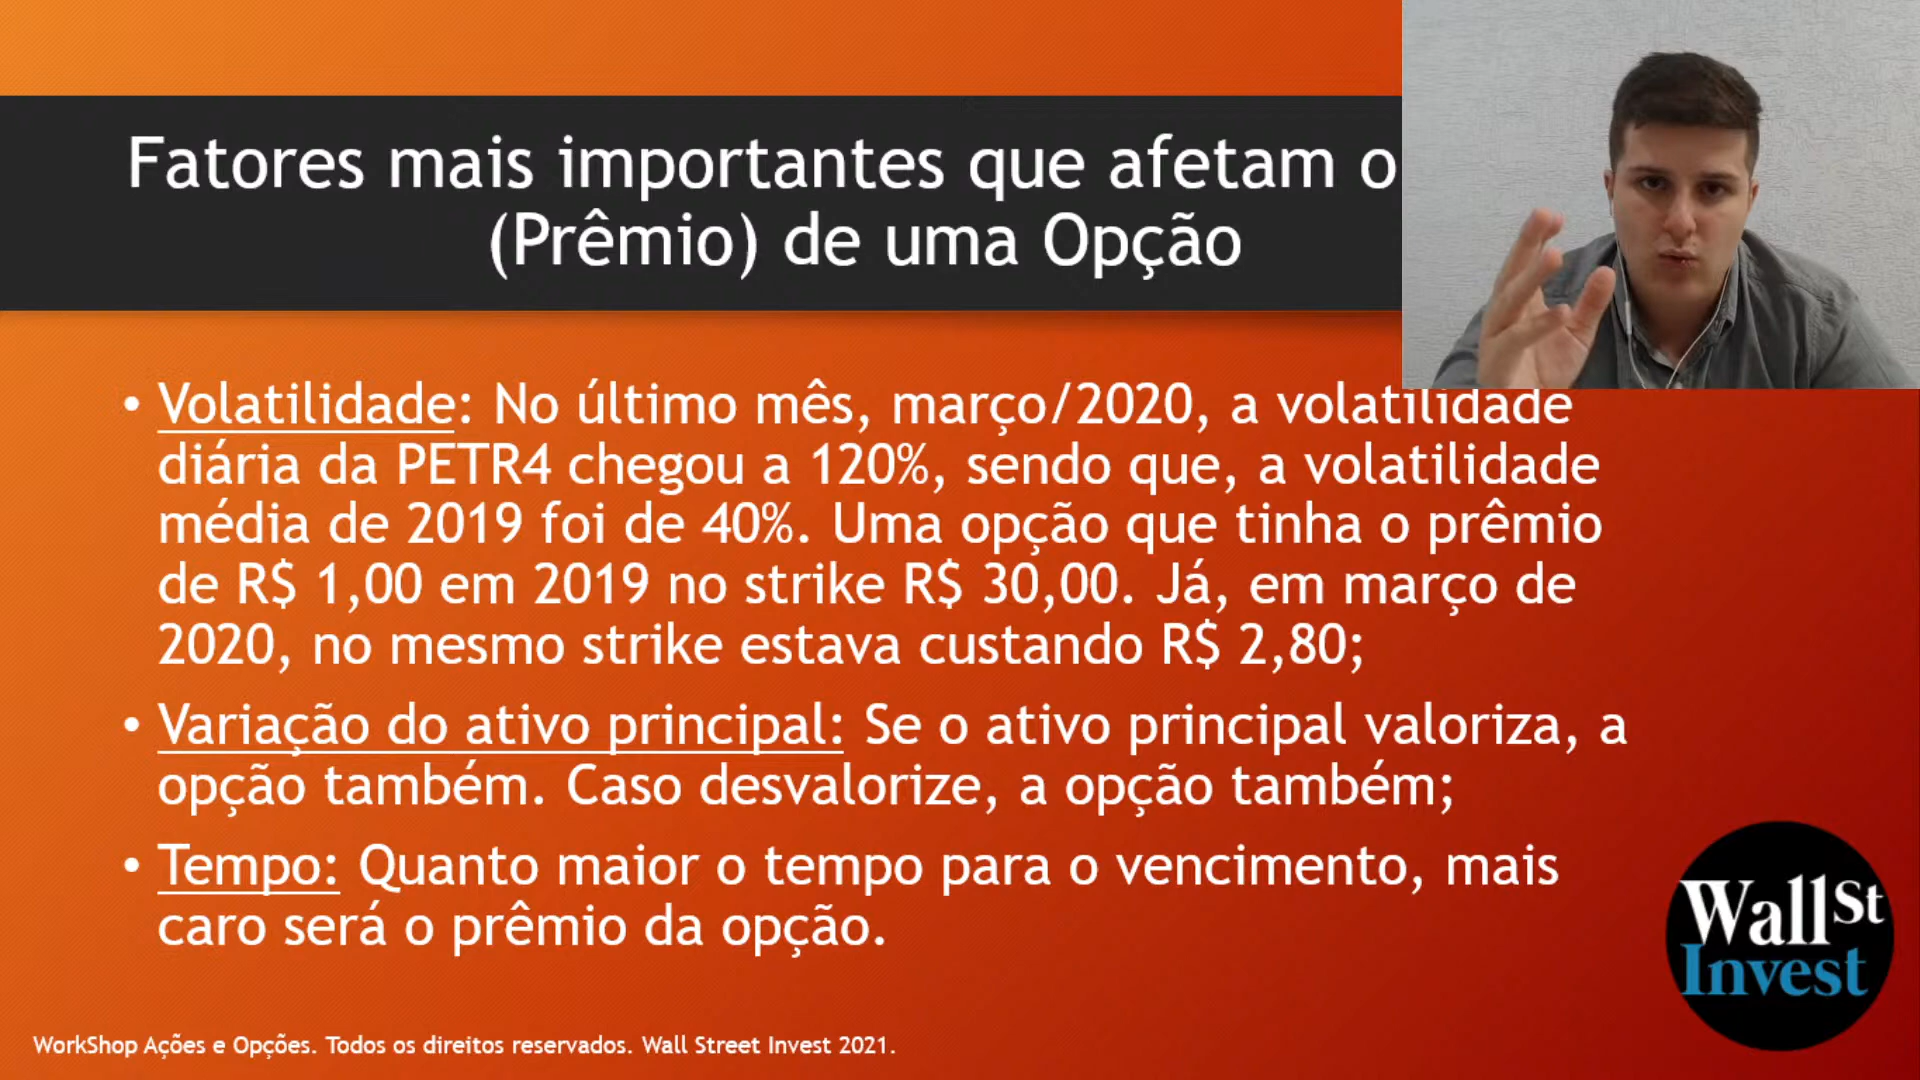 Fatores mais importantes que afetam o
(Prêmio) de uma Opção
• Volatilidade: No último mês, março/2020, a volatilidade
diária da PETR4 chegou a 120%, sendo que, a volatilidade
média de 2019 foi de 40%. Uma opção que tinha o prêmio
de R$ 1,00 em 2019 no strike R$ 30,00. Já, em março de
2020, no mesmo strike estava custando R$ 2,80;
• Variação do ativo principal: Se o ativo principal valoriza, a
opção também. Caso desvalorize, a opção também;
• Tempo: Quanto maior o tempo para o vencimento, mais
caro será o prêmio da opção.
WallSt
Invest
WorkShop Ações e Opções. Todos os direitos reservados. Wall Street Invest 2021.